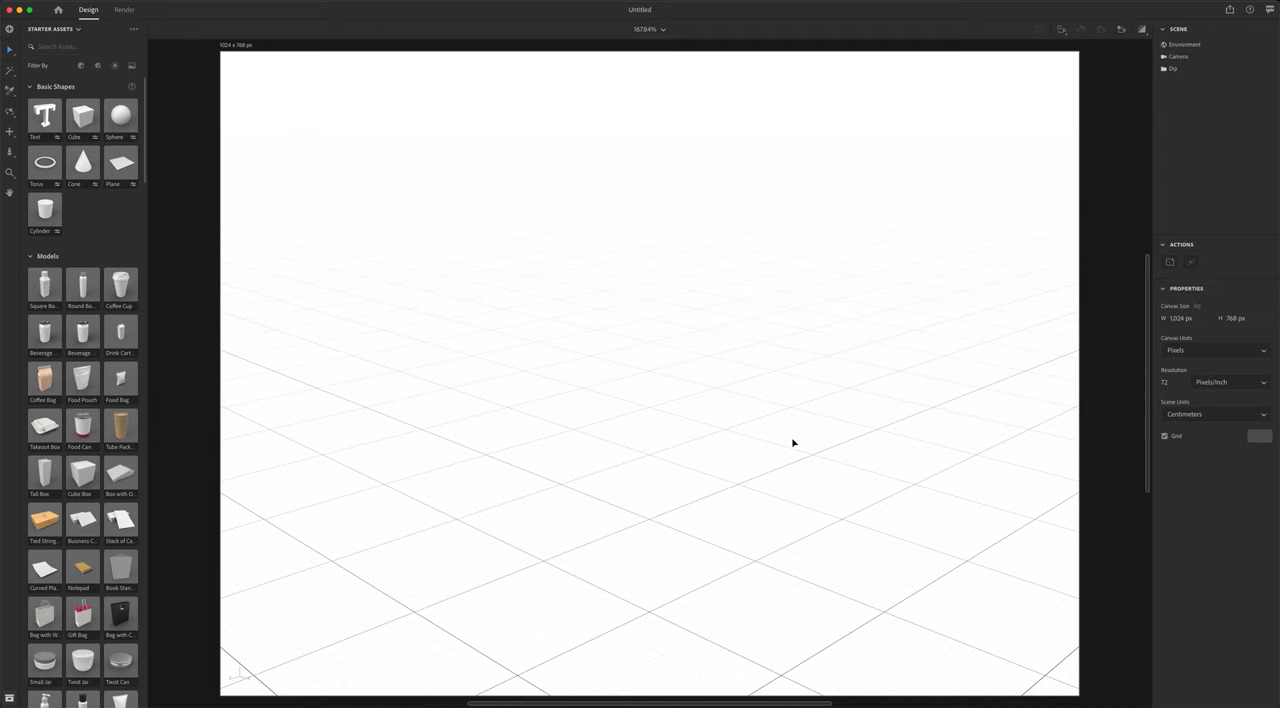 Design
Render
Untitled
STARTER ASSETS
167.84%
SCENE
Search Assets...
1024 x 768 px
Environment
Camera
Dip
Filter By
Basic Shapes
Text
Cube
Sphere
Torus
Cone
Plane
Cylinder
Models
Square Bo...
Round Bo...
Coffee Cup
Beverage ...
Beverage ...
Drink Cart...
Coffee Bag
Food Pouch
Food Bag
Takeout Box
Food Can
Tube Pack...
Tall Box
Cube Box
Box with O...
Tied String...
Business C...
Stack of Ca...
Curved Pla...
Notepad
Book Stan...
Bag with W...
Gift Bag
Bag with C...
Small Jar
Twist Jar
Twist Can
ACTIONS
PROPERTIES
Canvas Size
W 1,024 px
H 768 px
Canvas Units
Pixels
Resolution
72
Pixels/Inch
Scene Units
Centimeters
Grid